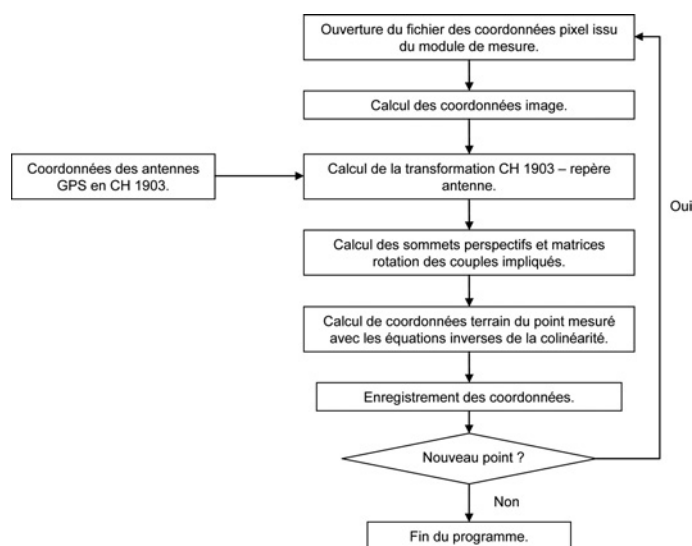 Ouverture du fichier des coordonnées pixel issu
du module de mesure.
Calcul des coordonnées image.
Coordonnées des antennes
GPS en CH 1903.
Calcul de la transformation CH 1903 – repère
antenne.
Oui
Calcul des sommets perspectifs et matrices
rotation des couples impliqués.
Calcul de coordonnées terrain du point mesuré
avec les équations inverses de la colinéarité.
Enregistrement des coordonnées.
Nouveau point ?
Non
Fin du programme.